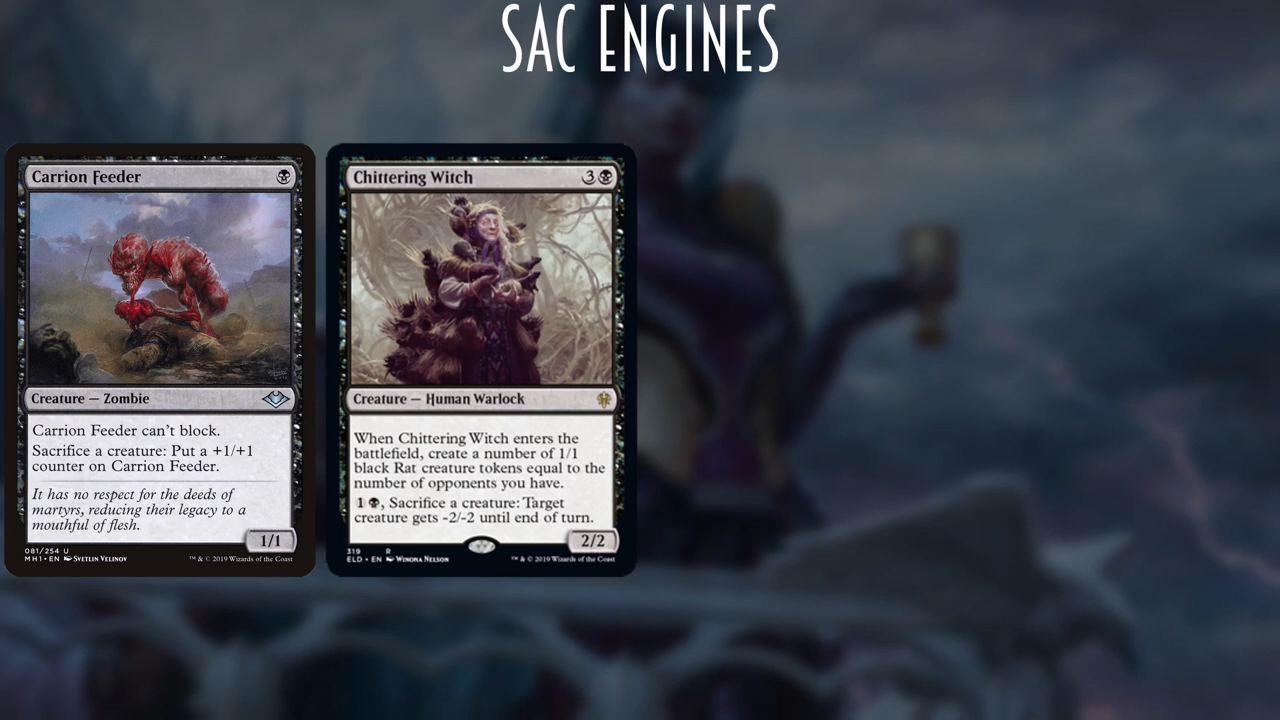 SAC ENGINES
Carrion Feeder
Creature — Zombie
Carrion Feeder can't block.
Sacrifice a creature: Put a +1/+1
counter on Carrion Feeder.
It has no respect for the deeds of
martyrs, reducing their legacy to a
mouthful of flesh.
1/1
081/254 U
MH1 • EN Svetlin Velinov
™ & © 2019 Wizards of the Coast
Chittering Witch
3
Creature — Human Warlock
When Chittering Witch enters the
battlefield, create a number of 1/1
black Rat creature tokens equal to the
number of opponents you have.
1 , Sacrifice a creature: Target
creature gets -2/-2 until end of turn.
2/2
319 R
ELD • EN Winona Nelson
™ & © 2019 Wizards of the Coast